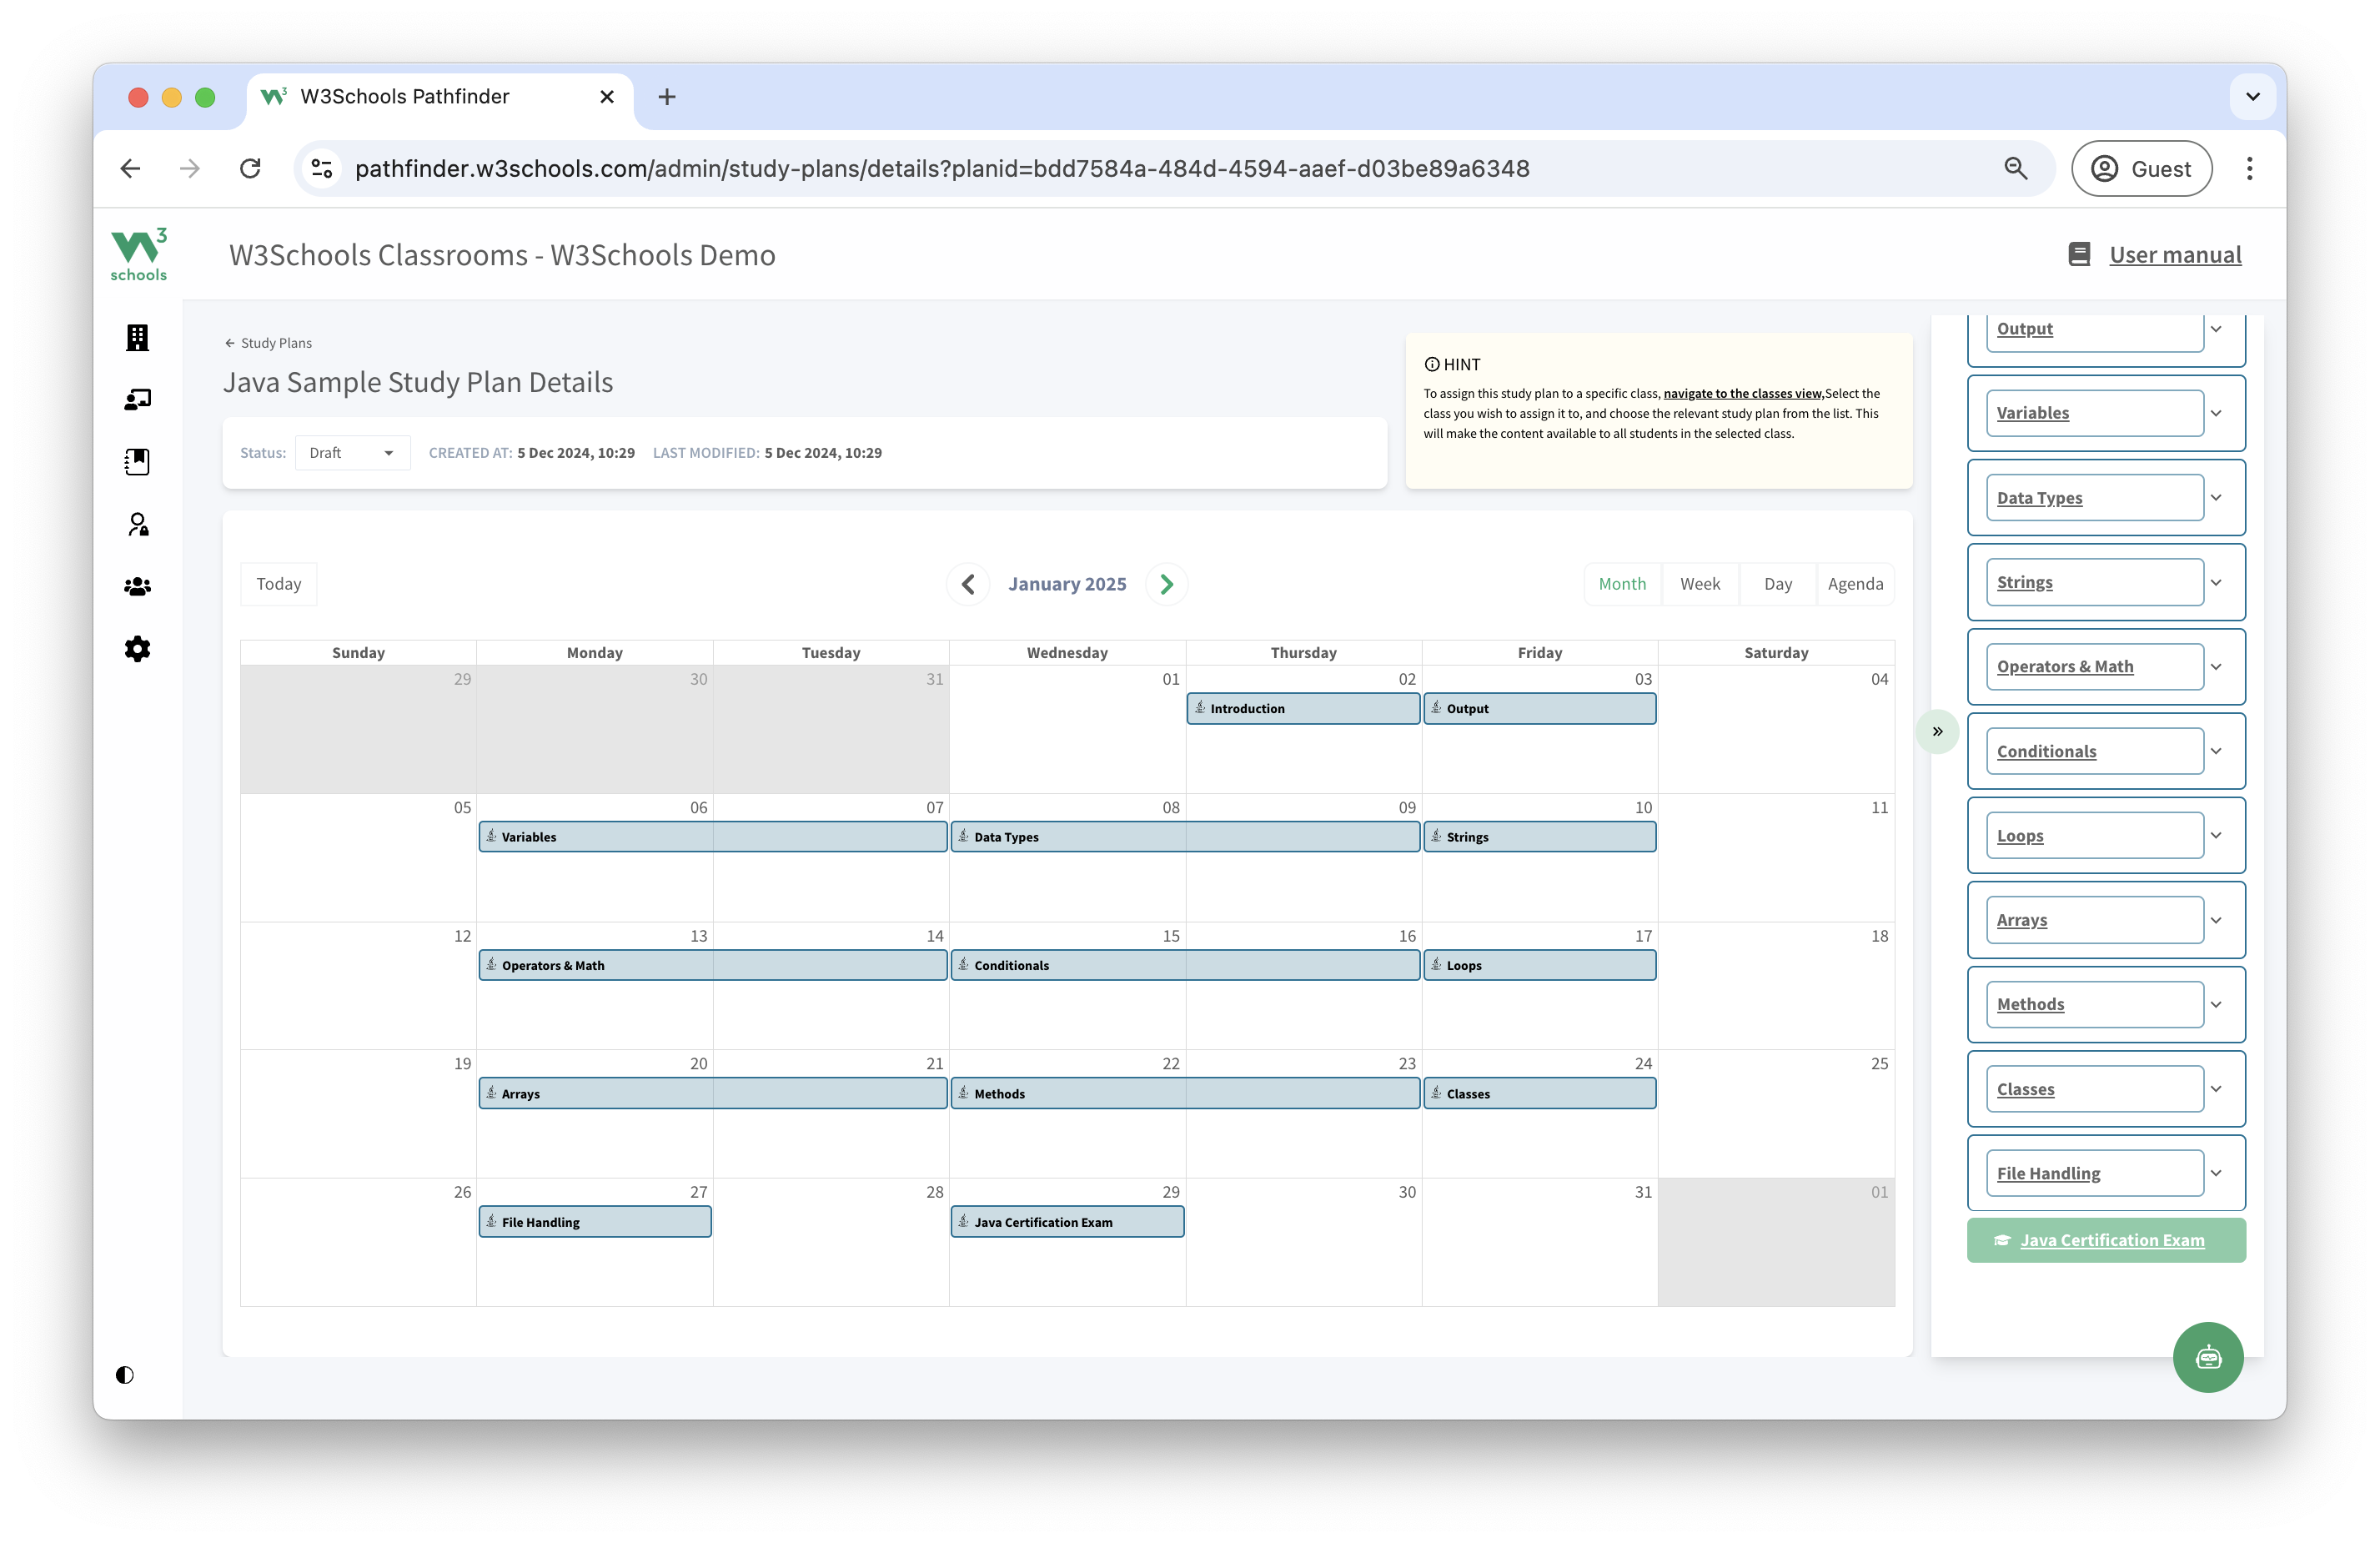 W3Schools Pathfinder
pathfinder.w3schools.com/admin/study-plans/details?planid=bdd7584a-484d-4594-aaef-d03be89a6348
Guest
W3 schools
W3Schools Classrooms - W3Schools Demo
User manual
Study Plans
Java Sample Study Plan Details
Status: Draft CREATED AT: 5 Dec 2024, 10:29 LAST MODIFIED: 5 Dec 2024, 10:29
HINT
To assign this study plan to a specific class, navigate to the classes view,Select the
class you wish to assign it to, and choose the relevant study plan from the list. This
will make the content available to all students in the selected class.
Today
January 2025
Month Week Day Agenda
Sunday Monday Tuesday Wednesday Thursday Friday Saturday
29 30 31 01 02 03 04
Introduction Output
05 06 07 08 09 10 11
Variables Data Types Strings
12 13 14 15 16 17 18
Operators & Math Conditionals Loops
19 20 21 22 23 24 25
Arrays Methods Classes
26 27 28 29 30 31 01
File Handling Java Certification Exam
Output
Variables
Data Types
Strings
Operators & Math
Conditionals
Loops
Arrays
Methods
Classes
File Handling
Java Certification Exam